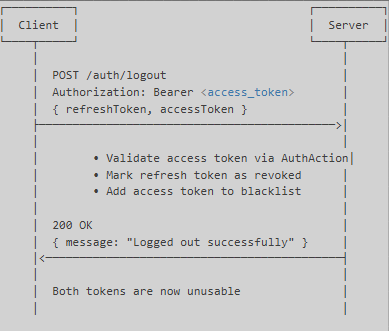 Client Server
POST /auth/logout
Authorization: Bearer <access_token>
{ refreshToken, accessToken }
• Validate access token via AuthAction
• Mark refresh token as revoked
• Add access token to blacklist
200 OK
{ message: "Logged out successfully" }
Both tokens are now unusable